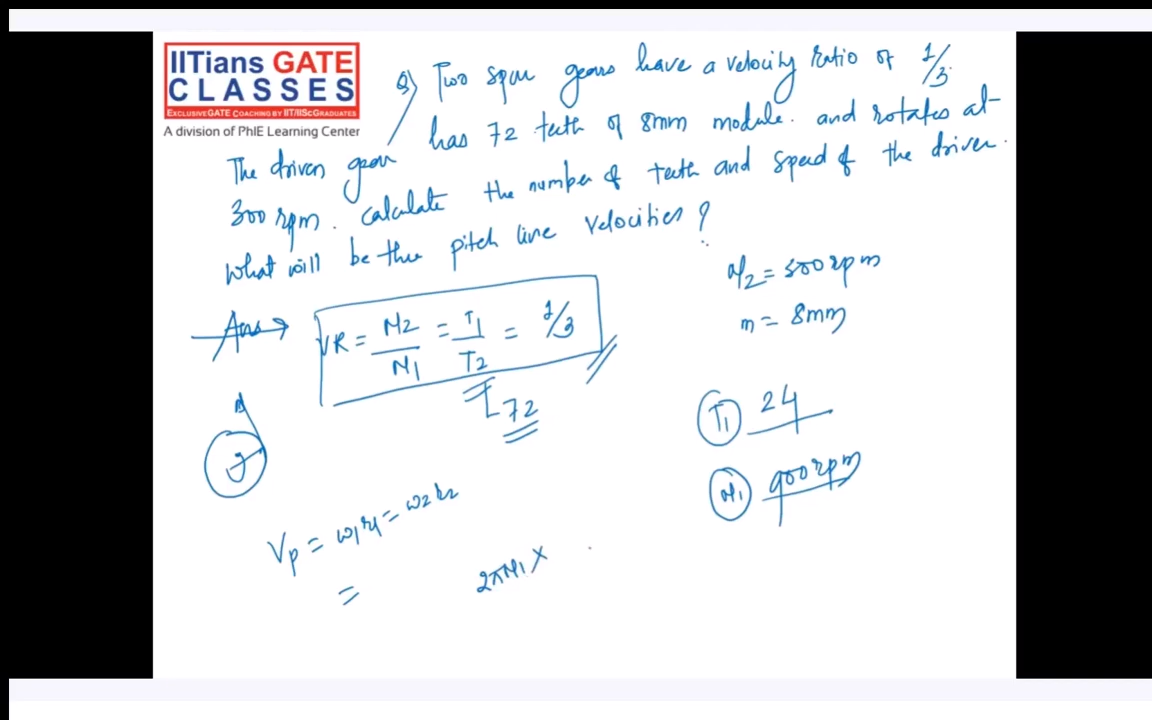 IITians GATE
CLASSES
EXCLUSIVE GATE COACHING BY IIT/IISC GRADUATES
A division of PhIE Learning Center
Q) Two spur gears have a velocity ratio of 1/3.
The driven gear has 72 teeth of 8mm module. and rotates at
300 rpm. calculate the number of teeth and speed of the driver.
What will be the pitch line velocities ?
N2 = 300 rpm
m = 8mm
Ans → VR = N2/N1 = T1/T2 = 1/3
72
T1 24
N1 900 rpm
Vp = ω1r1 = ω2r2
= 2πN1 ×